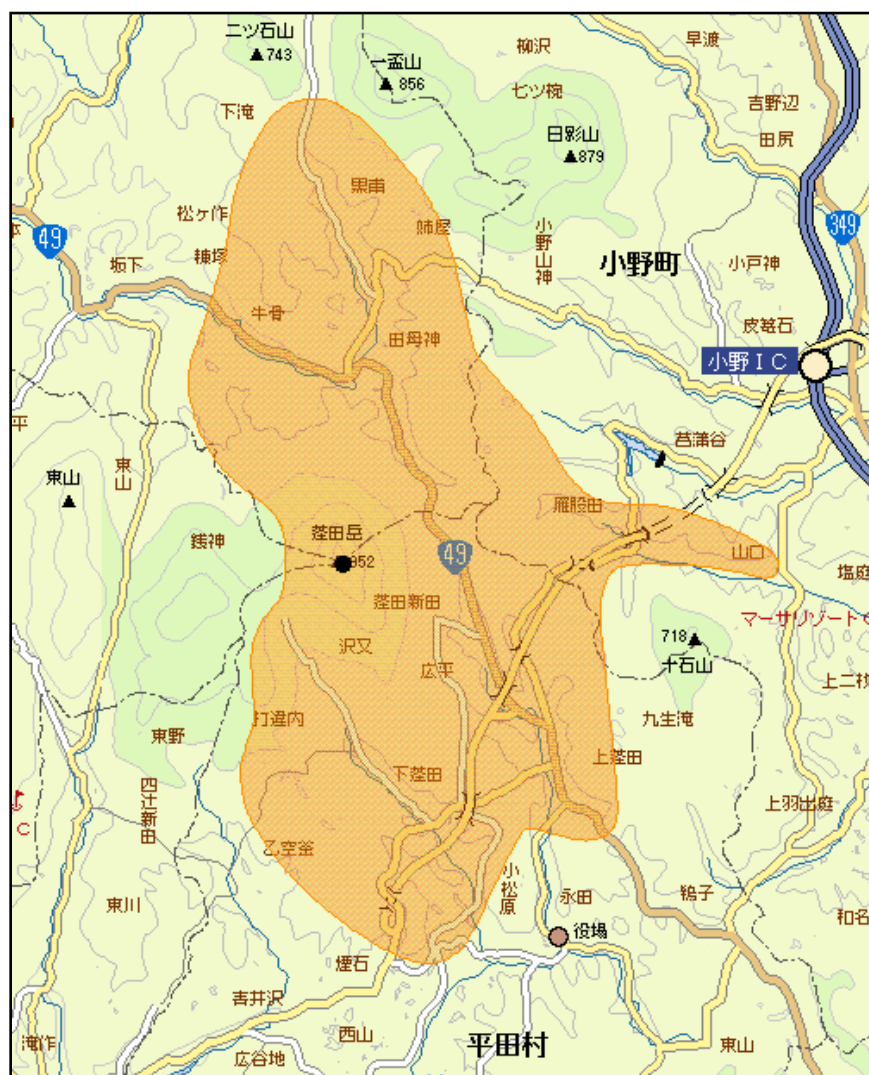 二ツ石山
▲743
一盃山
▲ 856
柳沢
早渡
七ツ椀
下滝
吉野辺
田尻
日影山
▲879
黒甫
松ヶ作
姉屋
小野山神
349
49
小野町
小戸神
糠塚
坂下
牛骨
皮篭石
田母神
小野IC
平
菖蒲谷
東山
東山
雁股田
銭神
蓬田岳
952
49
山口
塩庭
蓬田新田
マーサリゾートC
沢又
広平
718▲
十石山
上二枚
九生滝
打違内
東野
上蓬田
下蓬田
四辻新田
上羽出庭
C
乙空釜
小松原
東川
永田
鴇子
和名
役場
煙石
吉井沢
西山
滝作
広谷地
平田村
東山